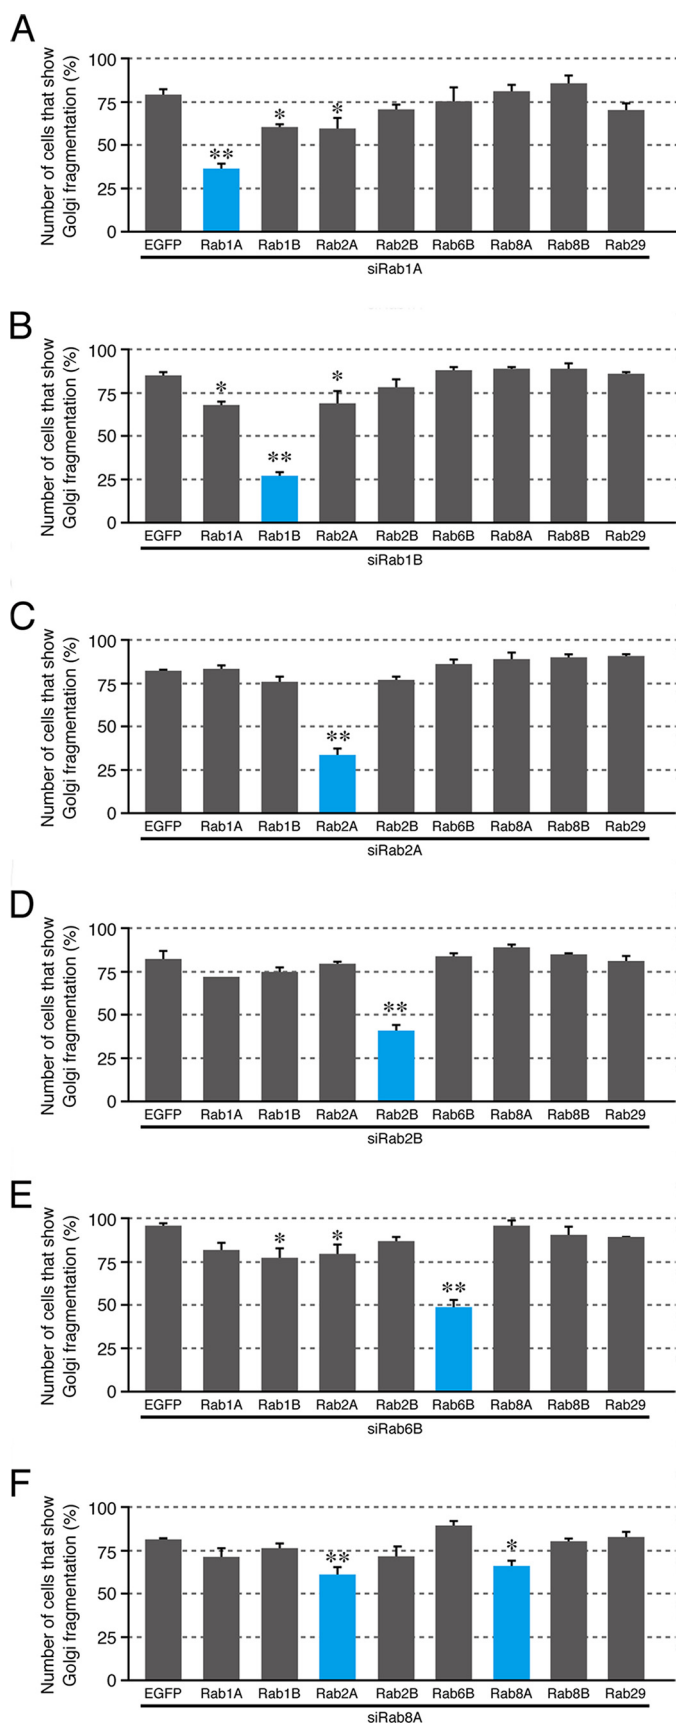 A
Number of cells that show
Golgi fragmentation (%)
100
75
50
25
0
**
*
*
EGFP Rab1A Rab1B Rab2A Rab2B Rab6B Rab8A Rab8B Rab29
siRab1A
B
Number of cells that show
Golgi fragmentation (%)
100
75
50
25
0
*
**
*
EGFP Rab1A Rab1B Rab2A Rab2B Rab6B Rab8A Rab8B Rab29
siRab1B
C
Number of cells that show
Golgi fragmentation (%)
100
75
50
25
0
**
EGFP Rab1A Rab1B Rab2A Rab2B Rab6B Rab8A Rab8B Rab29
siRab2A
D
Number of cells that show
Golgi fragmentation (%)
100
75
50
25
0
**
EGFP Rab1A Rab1B Rab2A Rab2B Rab6B Rab8A Rab8B Rab29
siRab2B
E
Number of cells that show
Golgi fragmentation (%)
100
75
50
25
0
*
*
**
EGFP Rab1A Rab1B Rab2A Rab2B Rab6B Rab8A Rab8B Rab29
siRab6B
F
Number of cells that show
Golgi fragmentation (%)
100
75
50
25
0
**
*
EGFP Rab1A Rab1B Rab2A Rab2B Rab6B Rab8A Rab8B Rab29
siRab8A